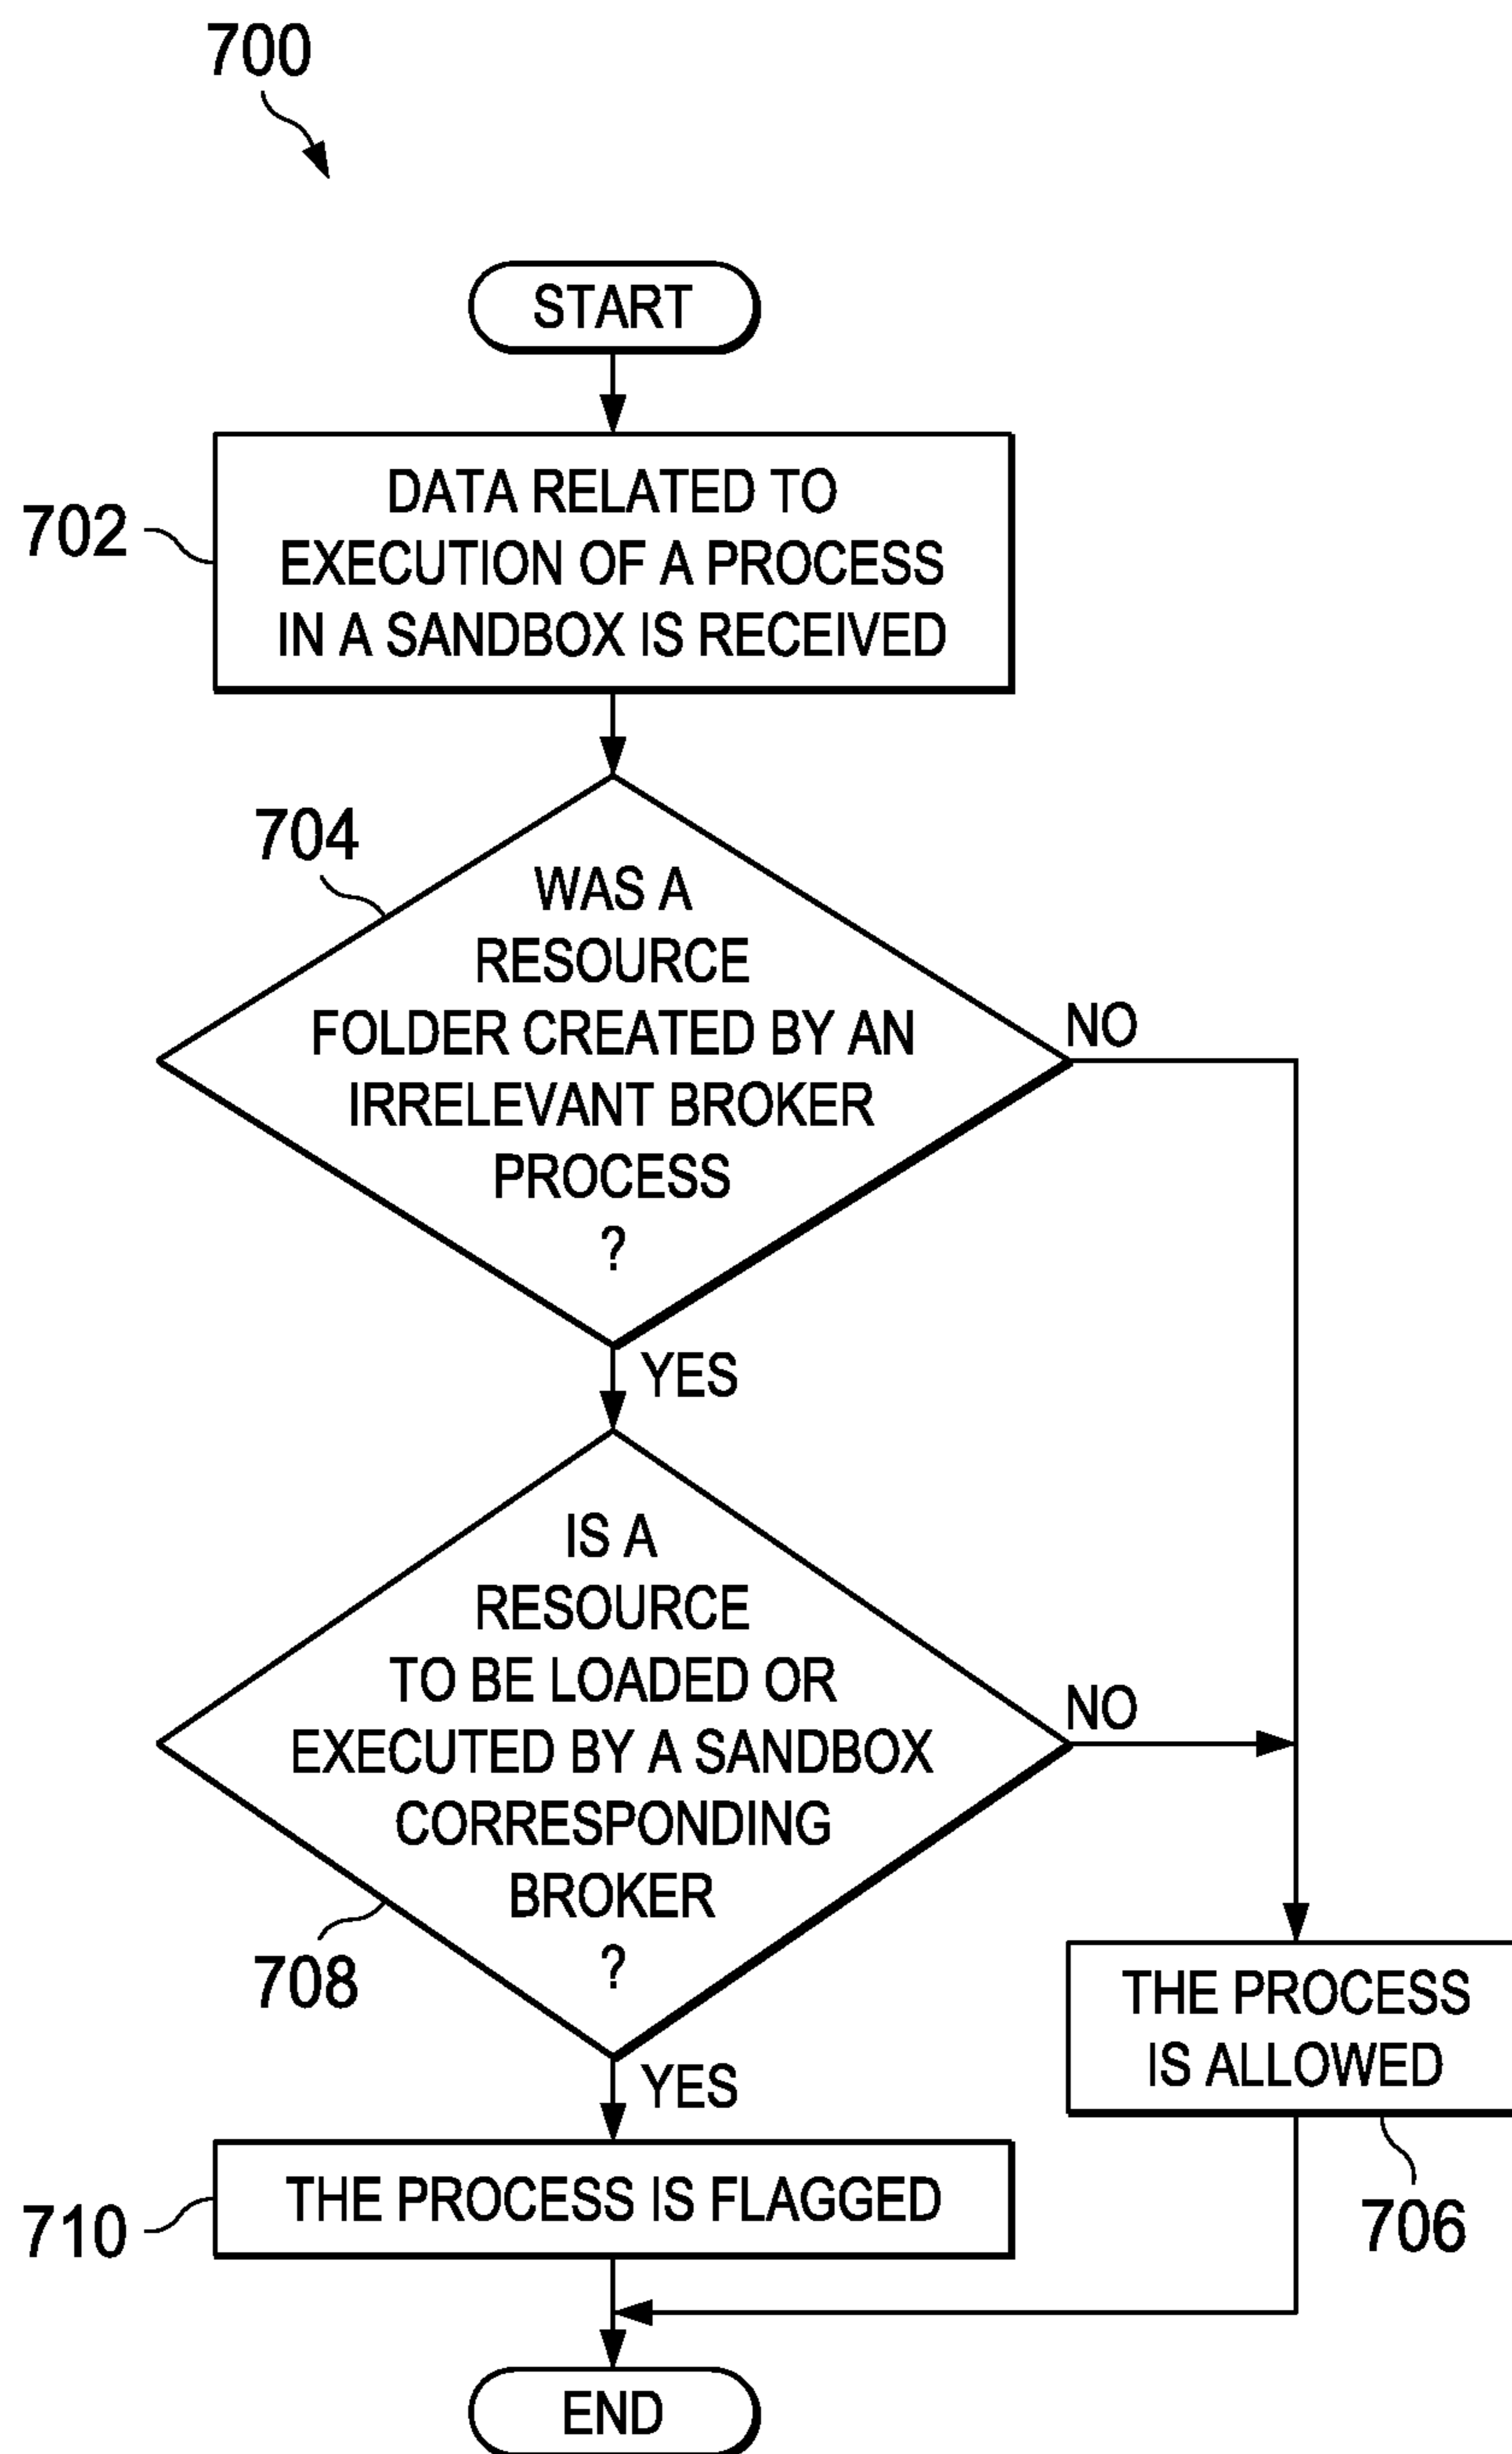 700
START
702
DATA RELATED TO
EXECUTION OF A PROCESS
IN A SANDBOX IS RECEIVED
704
WAS A
RESOURCE
FOLDER CREATED BY AN
IRRELEVANT BROKER
PROCESS
?
NO
YES
IS A
RESOURCE
TO BE LOADED OR
EXECUTED BY A SANDBOX
CORRESPONDING
BROKER
?
NO
708
YES
THE PROCESS
IS ALLOWED
706
710
THE PROCESS IS FLAGGED
END